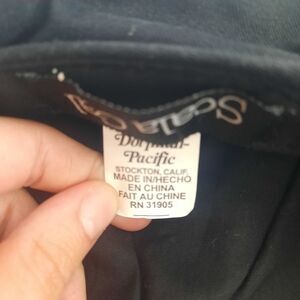 Scala
Dorfman-
Pacific
STOCKTON, CALIF.
MADE IN/HECHO
EN CHINA
FAIT AU CHINE
RN 31905